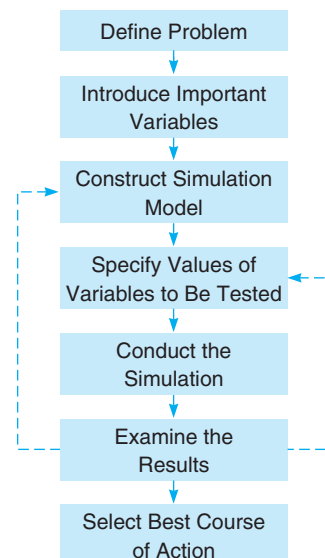 Define Problem
Introduce Important
Variables
Construct Simulation
Model
Specify Values of
Variables to Be Tested
Conduct the
Simulation
Examine the
Results
Select Best Course
of Action